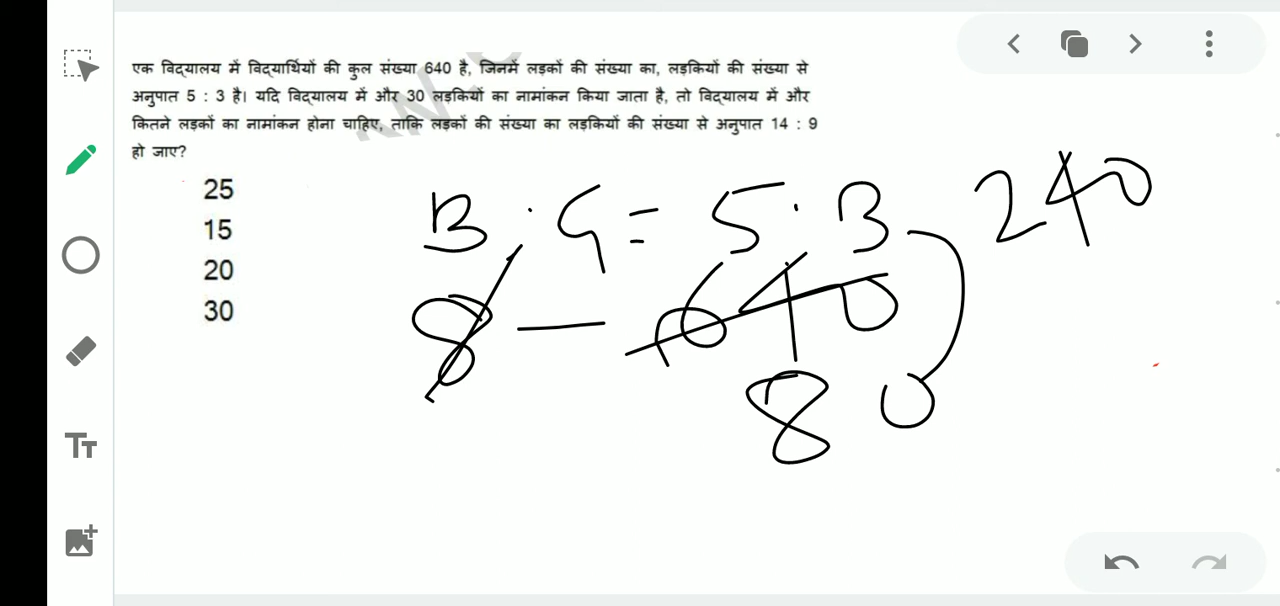 एक विद्यालय में विद्यार्थियों की कुल संख्या 640 है, जिनमें लड़कों की संख्या का, लड़कियों की संख्या से
अनुपात 5 : 3 है। यदि विद्यालय में और 30 लड़कियों का नामांकन किया जाता है, तो विद्यालय में और
कितने लड़कों का नामांकन होना चाहिए, ताकि लड़कों की संख्या का लड़कियों की संख्या से अनुपात 14 : 9
हो जाए?
25
15
20
30
B : G = 5 : 3 240
8 — 640
80
Tт